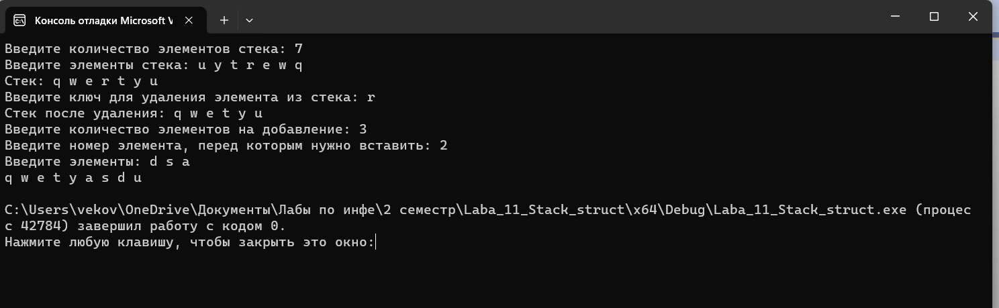 Консоль отладки Microsoft V
Введите количество элементов стека: 7
Введите элементы стека: u y t r e w q
Стек: q w e r t y u
Введите ключ для удаления элемента из стека: r
Стек после удаления: q w e t y u
Введите количество элементов на добавление: 3
Введите номер элемента, перед которым нужно вставить: 2
Введите элементы: d s a
q w e t y a s d u
C:\Users\vekov\OneDrive\Документы\Лабы по инфе\2 семестр\Laba_11_Stack_struct\x64\Debug\Laba_11_Stack_struct.exe (процес
с 42784) завершил работу с кодом 0.
Нажмите любую клавишу, чтобы закрыть это окно: